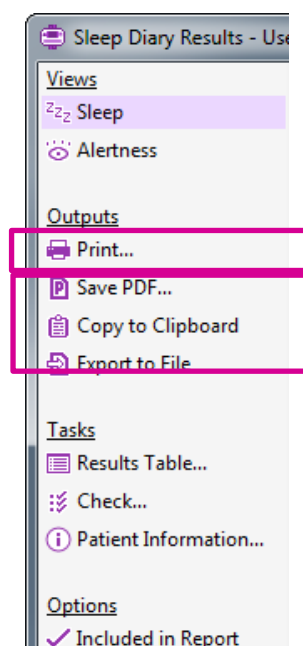 Sleep Diary Results - Use
Views
zzz Sleep
Alertness
Outputs
Print...
Save PDF...
Copy to Clipboard
Export to File
Tasks
Results Table...
Check...
Patient Information...
Options
Included in Report